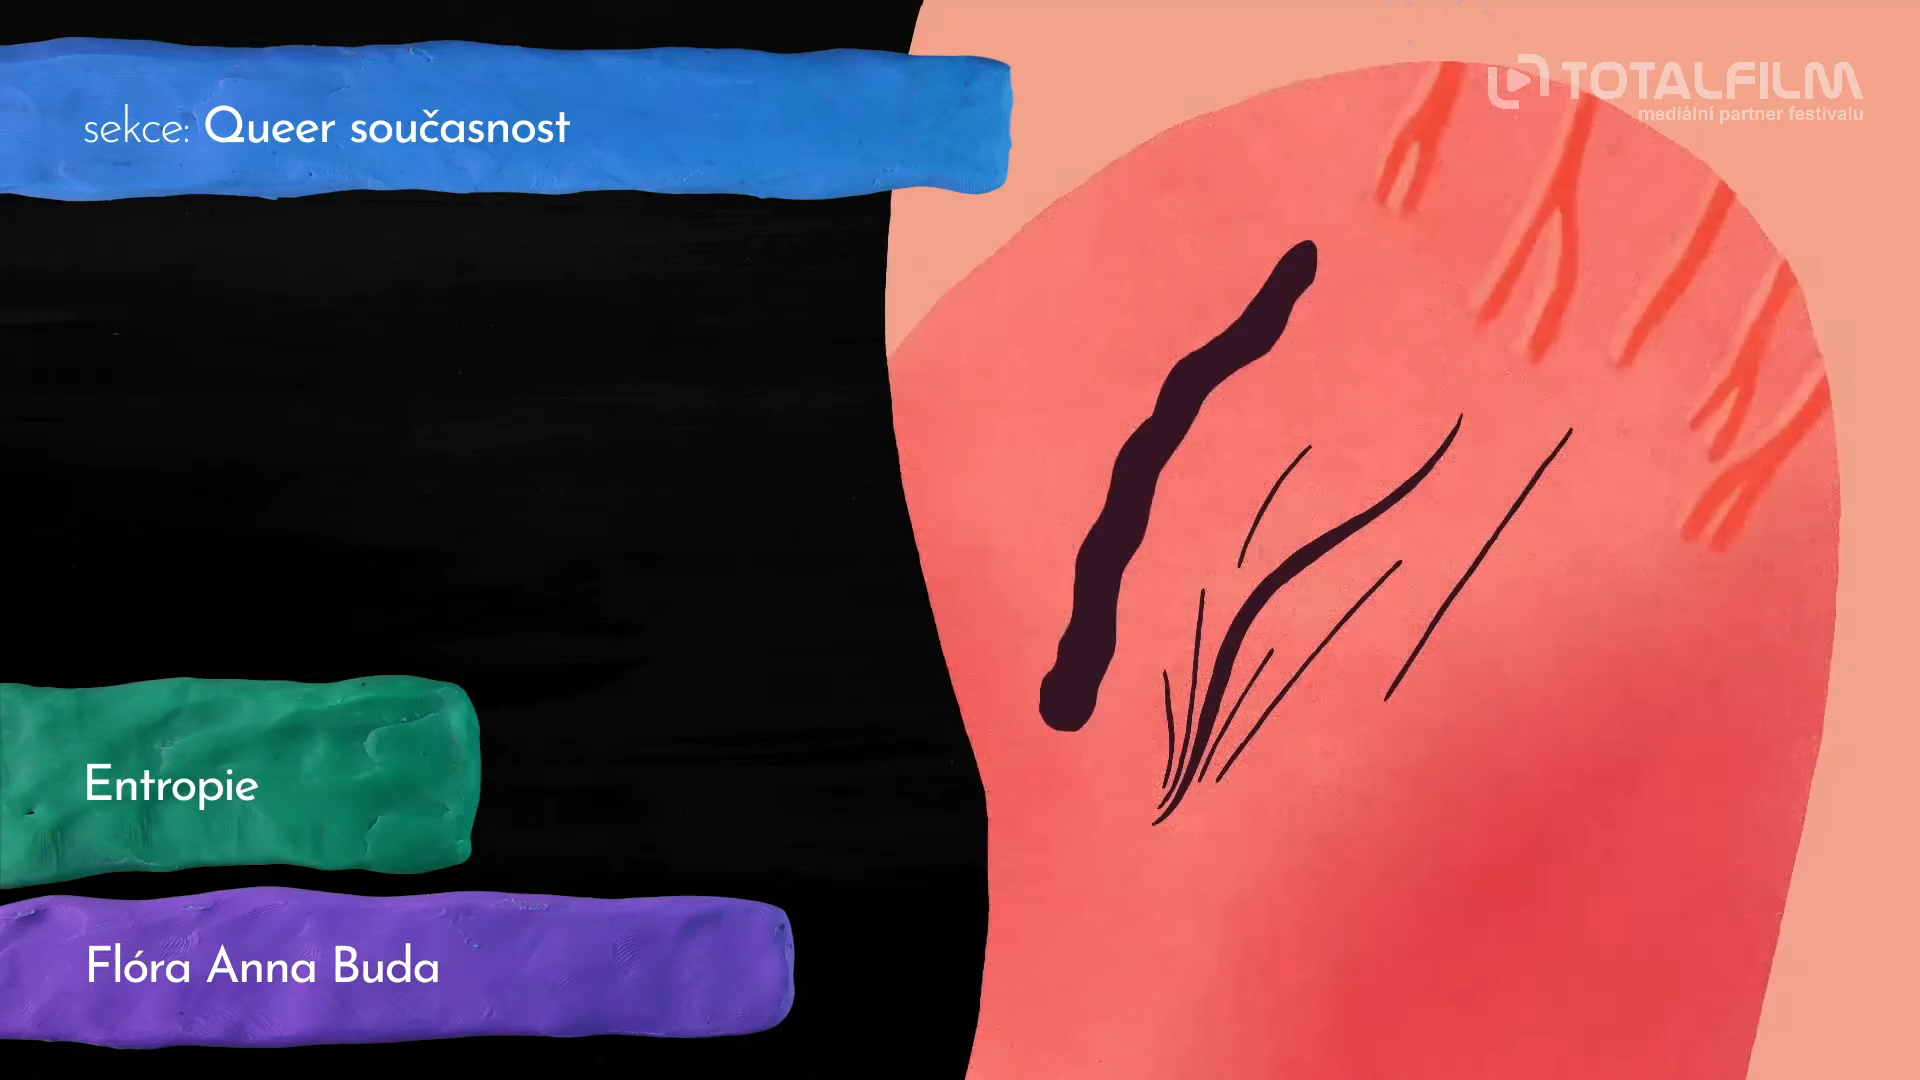 sekce: Queer současnost
TOTALFILM
mediální partner festivalu
Entropie
Flóra Anna Buda